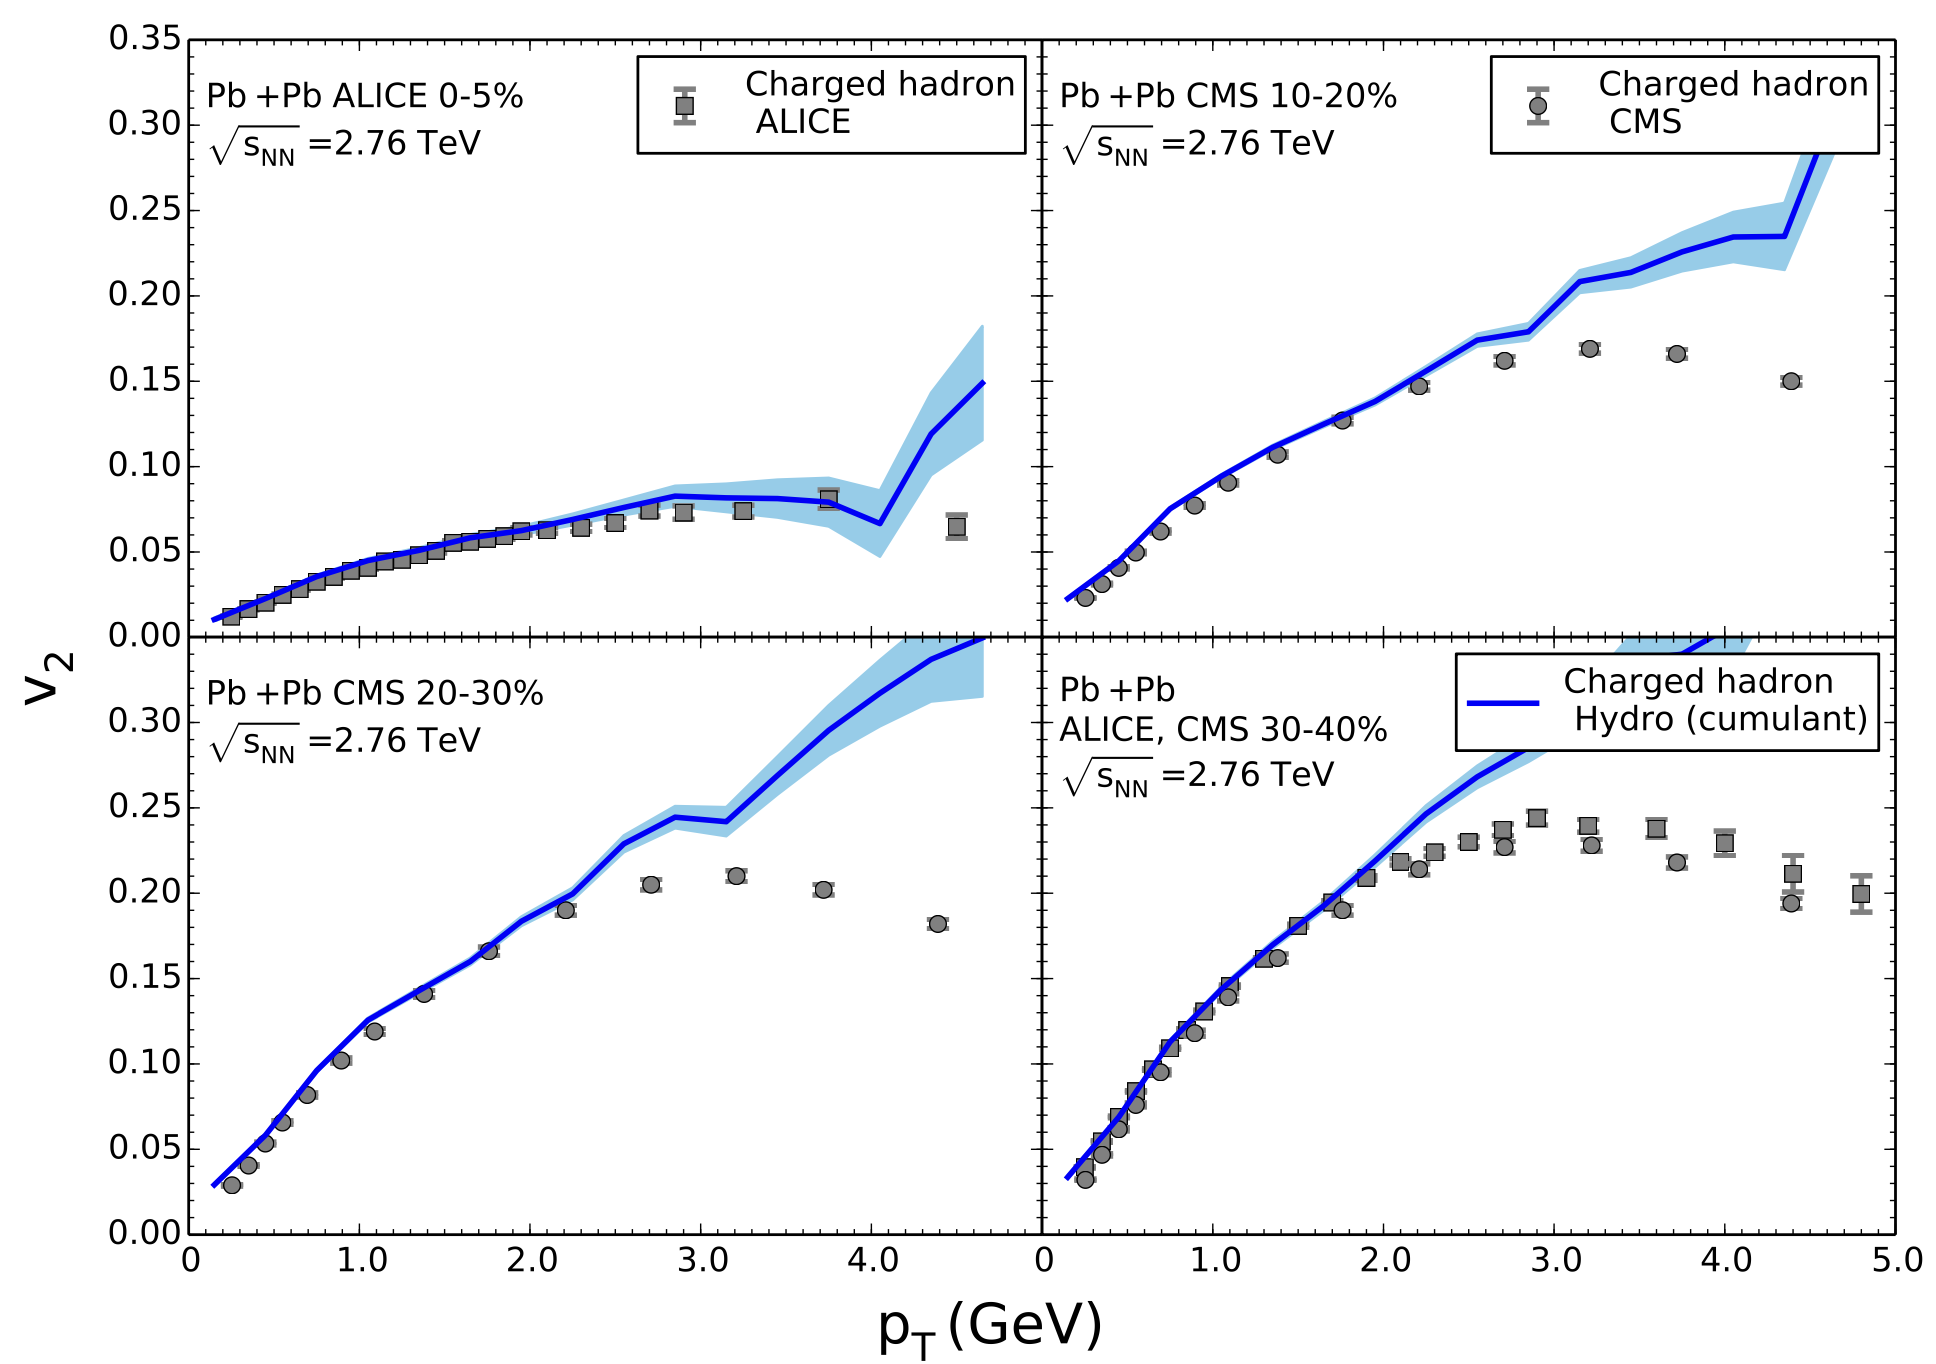 0.35
0.30
0.25
0.20
0.15
0.10
0.05
0.00
Pb+Pb ALICE 0-5%
√sNN =2.76 TeV
Charged hadron
ALICE
Pb+Pb CMS 10-20%
√sNN =2.76 TeV
Charged hadron
CMS
v2
0.30
0.25
0.20
0.15
0.10
0.05
0.00
Pb+Pb CMS 20-30%
√sNN =2.76 TeV
Pb+Pb
ALICE, CMS 30-40%
√sNN =2.76 TeV
Charged hadron
Hydro (cumulant)
0 1.0 2.0 3.0 4.0 0 1.0 2.0 3.0 4.0 5.0
pT (GeV)